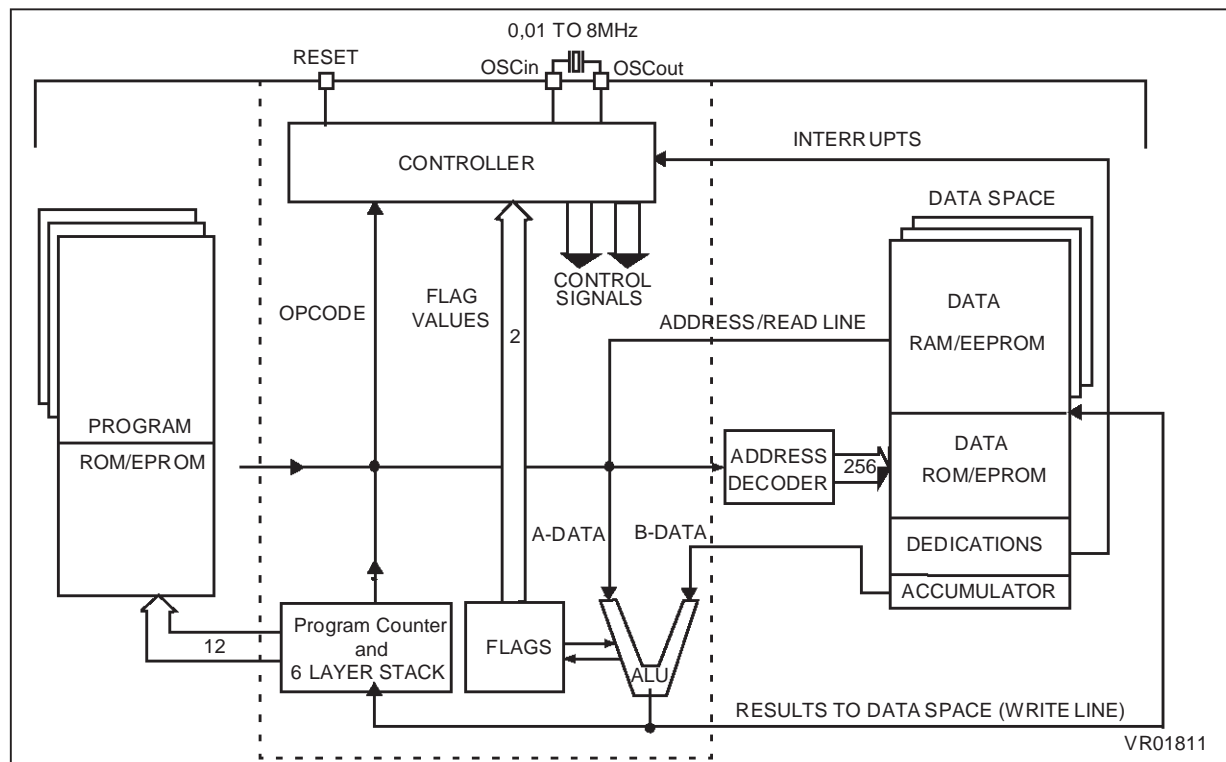 0,01 TO 8MHz
RESET
OSCin
OSCout
CONTROLLER
INTERRUPTS
DATA SPACE
CONTROL
SIGNALS
OPCODE
FLAG
VALUES
2
ADDRESS/READ LINE
DATA
RAM/EEPROM
PROGRAM
ROM/EPROM
ADDRESS
DECODER
256
DATA
ROM/EPROM
A-DATA
B-DATA
DEDICATIONS
ACCUMULATOR
12
Program Counter
and
6 LAYER STACK
FLAGS
ALU
RESULTS TO DATA SPACE (WRITE LINE)
VR01811